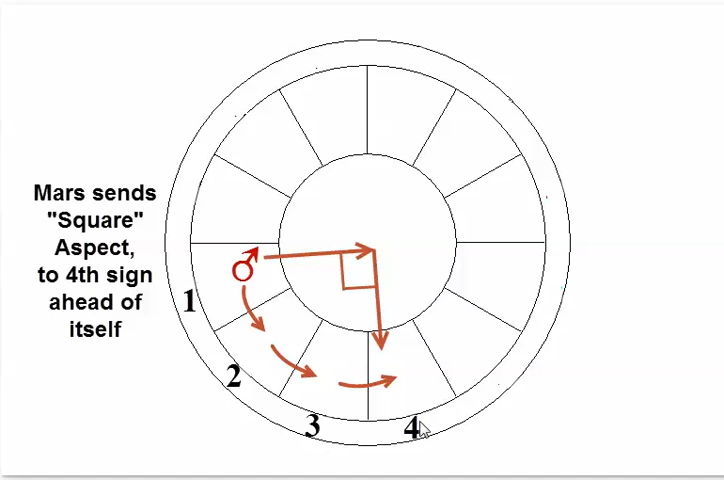 Mars sends
"Square"
Aspect,
to 4th sign
ahead of
itself
1
2
3
4